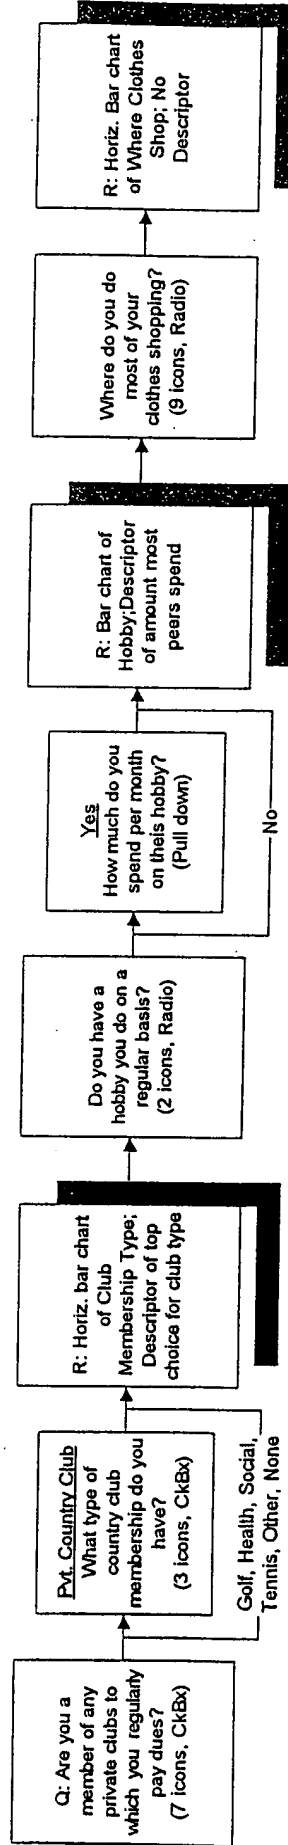 Q: Are you a
member of any
private clubs to
which you regularly
pay dues?
(7 icons, CkBx)
Pvt. Country Club
What type of
country club
membership do you
have?
(3 icons, CkBx)
Golf, Health, Social,
Tennis, Other, None
R: Horiz. bar chart
of Club
Membership Type;
Descriptor of top
choice for club type
Do you have a
hobby you do on a
regular basis?
(2 icons, Radio)
Yes
How much do you
spend per month
on theis hobby?
(Pull down)
No
R: Bar chart of
Hobby;Descriptor
of amount most
peers spend
Where do you do
most of your
clothes shopping?
(9 icons, Radio)
R: Horiz. Bar chart
of Where Clothes
Shop; No
Descriptor